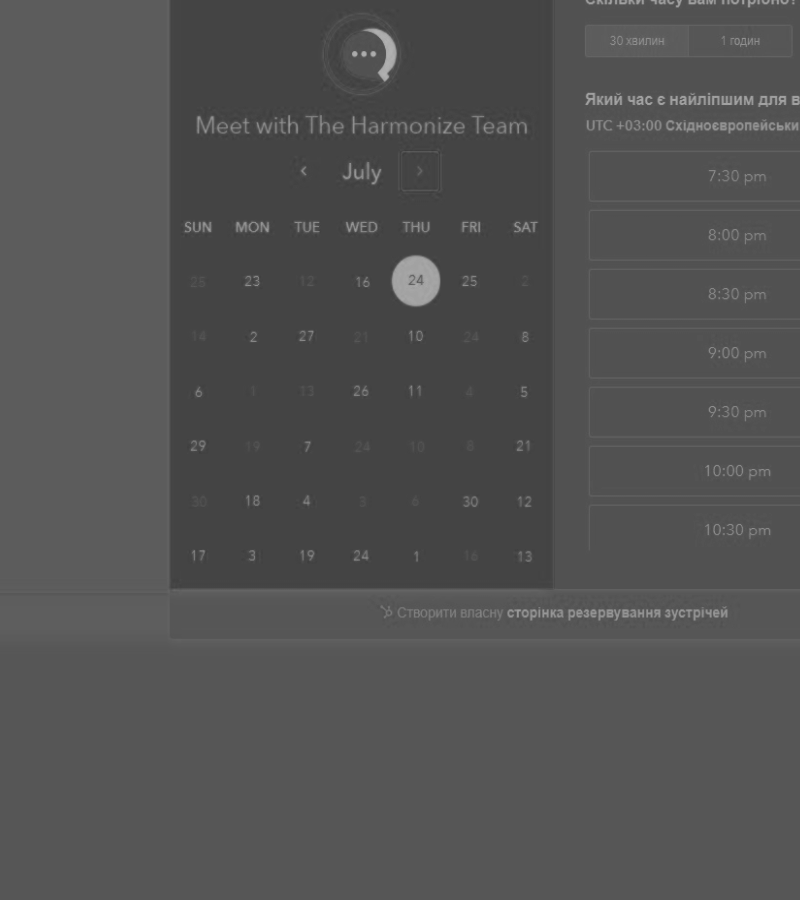 Скільки часу вам потрібно?
30 хвилин 1 годин
Meet with The Harmonize Team
July
SUN MON TUE WED THU FRI SAT
25 23 12 16 24 25 2
14 2 27 21 10 24 8
6 1 13 26 11 4 5
29 19 7 24 10 8 21
30 18 4 3 6 30 12
17 3 19 24 1 16 13
Який час є найліпшим для в
UTC +03:00 Східноєвропейськи
7:30 pm
8:00 pm
8:30 pm
9:00 pm
9:30 pm
10:00 pm
10:30 pm
Створити власну сторінка резервування зустрічей